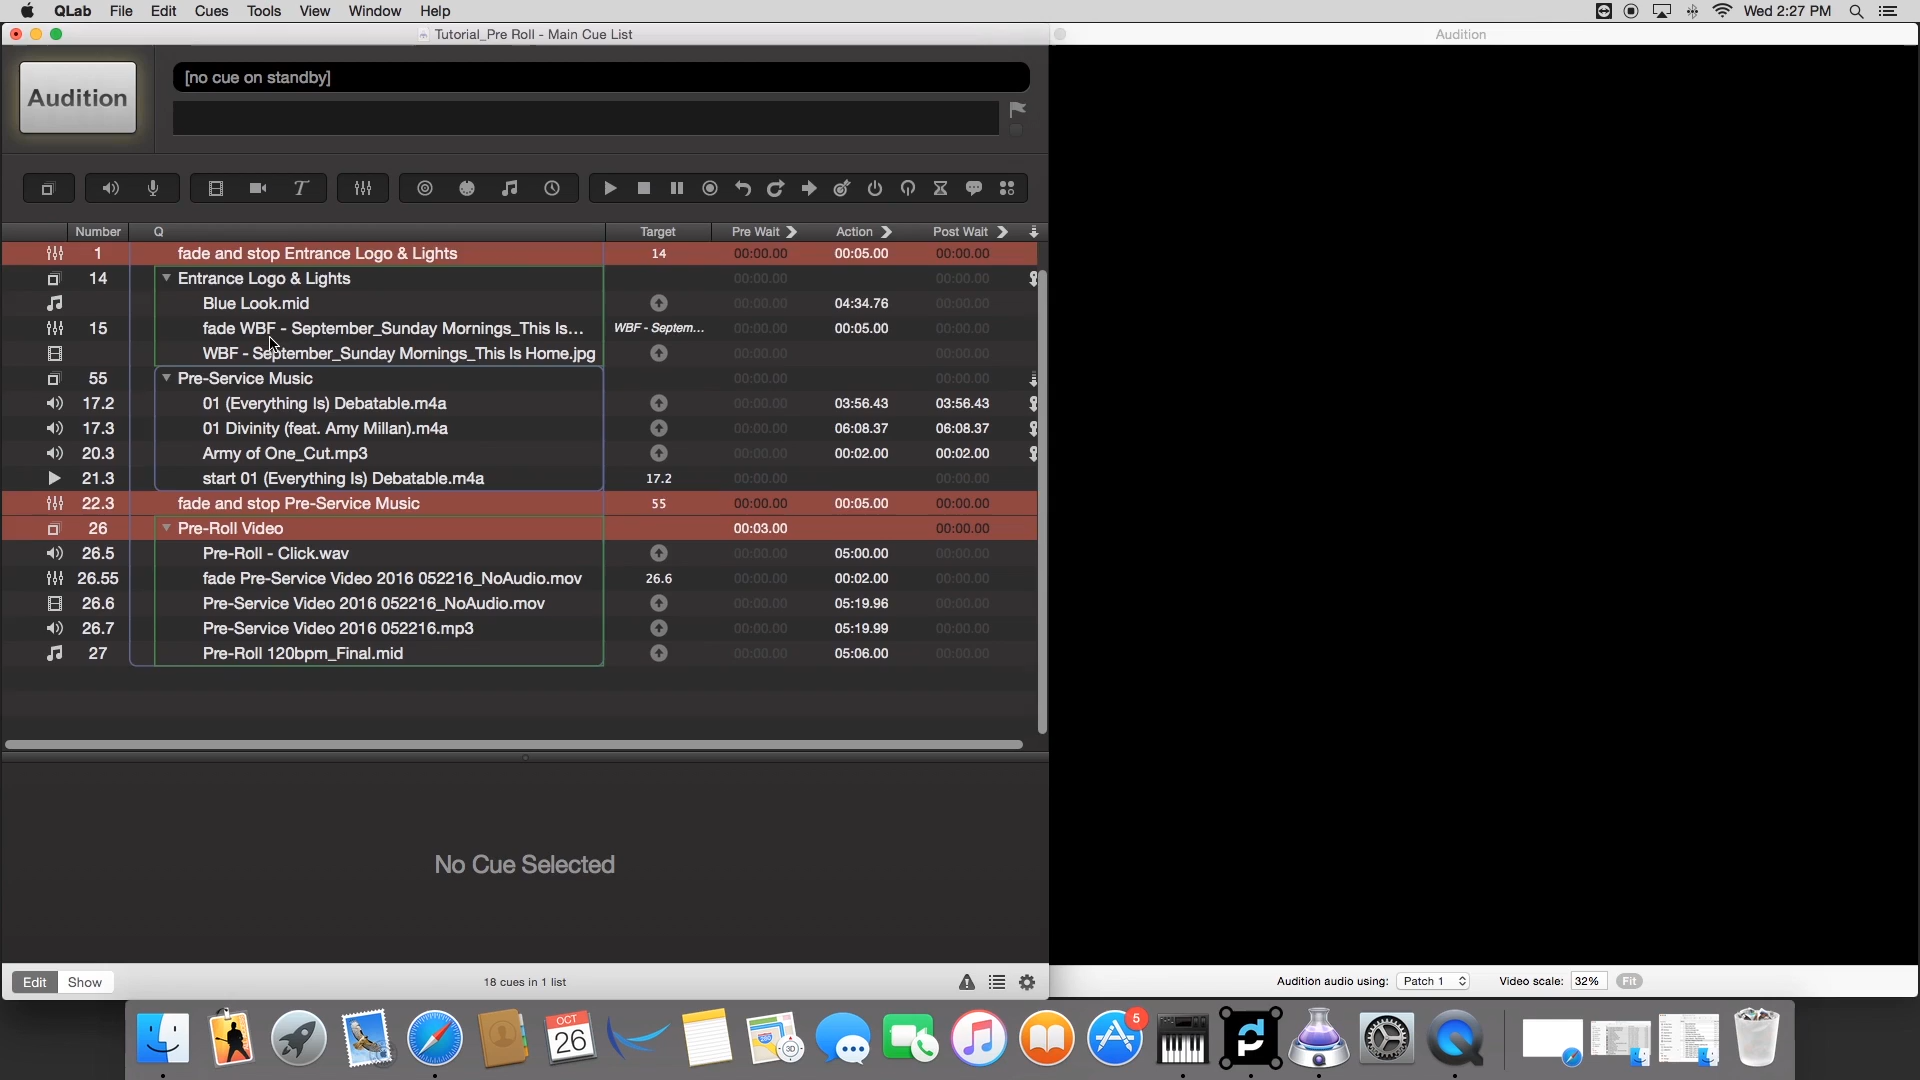 QLab File Edit Cues Tools View Window Help Wed 2:27 PM
Tutorial_Pre Roll - Main Cue List
Audition
Audition
[no cue on standby]
Number Q Target Pre Wait Action Post Wait
1 fade and stop Entrance Logo & Lights 14 00:00.00 00:05.00 00:00.00
14 Entrance Logo & Lights 00:00.00 00:00.00
Blue Look.mid 00:00.00 04:34.76 00:00.00
15 fade WBF - September_Sunday Mornings_This Is... WBF - Septem... 00:00.00 00:05.00 00:00.00
WBF - September_Sunday Mornings_This Is Home.jpg 00:00.00 00:00.00
55 Pre-Service Music 00:00.00 00:00.00
17.2 01 (Everything Is) Debatable.m4a 00:00.00 03:56.43 03:56.43
17.3 01 Divinity (feat. Amy Millan).m4a 00:00.00 06:08.37 06:08.37
20.3 Army of One_Cut.mp3 00:00.00 00:02.00 00:02.00
21.3 start 01 (Everything Is) Debatable.m4a 17.2 00:00.00 00:00.00
22.3 fade and stop Pre-Service Music 55 00:00.00 00:05.00 00:00.00
26 Pre-Roll Video 00:03.00 00:00.00
26.5 Pre-Roll - Click.wav 00:00.00 05:00.00 00:00.00
26.55 fade Pre-Service Video 2016 052216_NoAudio.mov 26.6 00:00.00 00:02.00 00:00.00
26.6 Pre-Service Video 2016 052216_NoAudio.mov 00:00.00 05:19.96 00:00.00
26.7 Pre-Service Video 2016 052216.mp3 00:00.00 05:19.99 00:00.00
27 Pre-Roll 120bpm_Final.mid 00:00.00 05:06.00 00:00.00
No Cue Selected
Edit Show 18 cues in 1 list
Audition audio using: Patch 1 Video scale: 32% Fit
OCT
26
280
3D
5